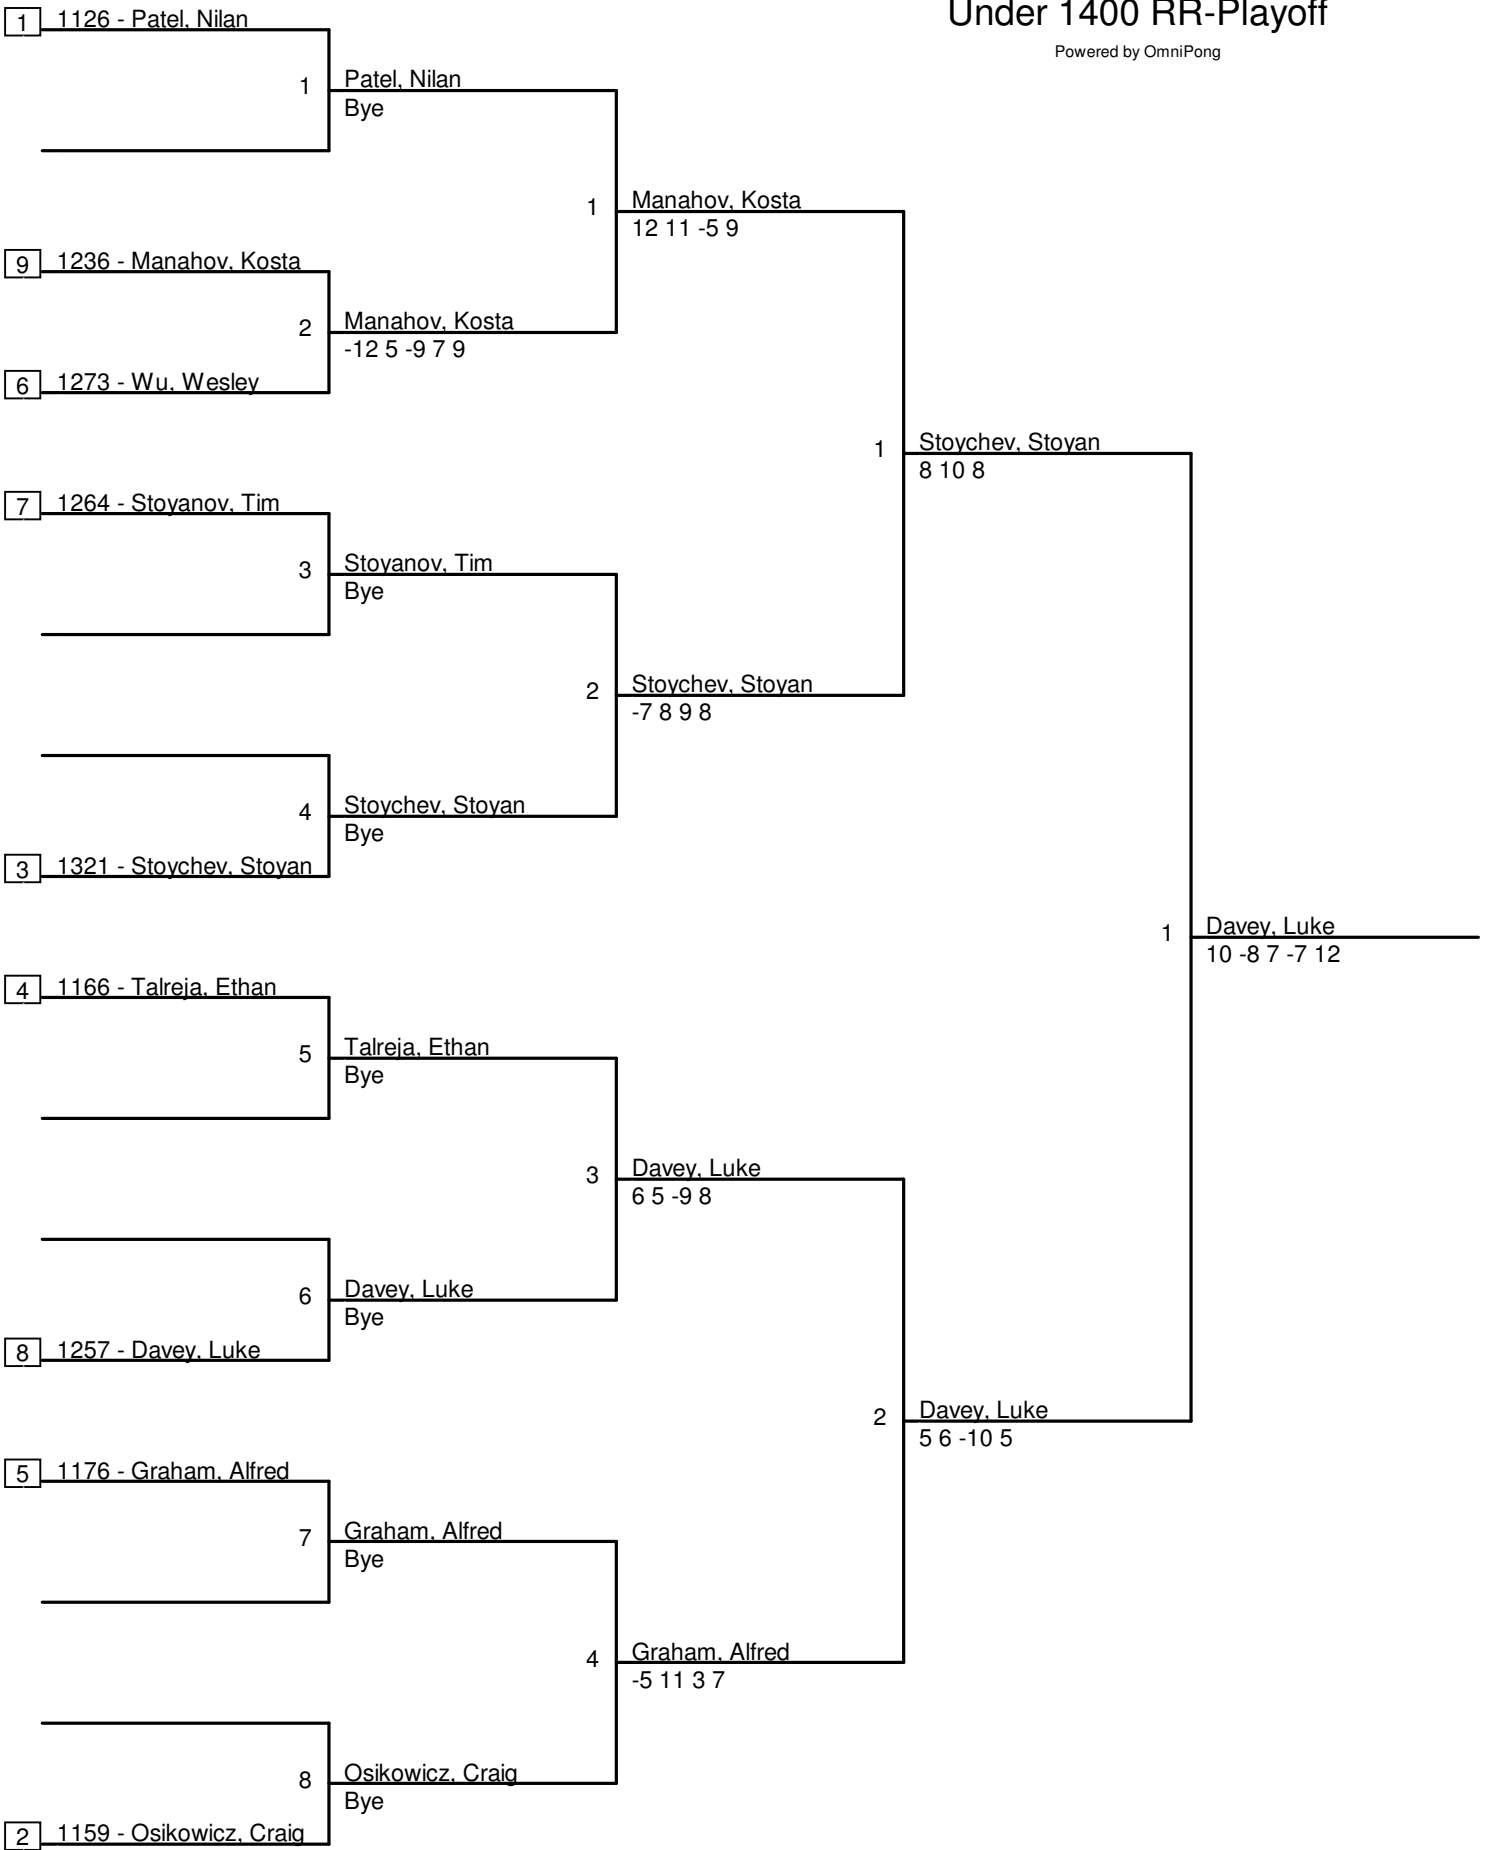 Under 1400 RR-Playoff
Powered by OmniPong
1 1126 - Patel, Nilan
1 Patel, Nilan
Bye
1 Manahov, Kosta
12 11 -5 9
9 1236 - Manahov, Kosta
2 Manahov, Kosta
-12 5 -9 7 9
6 1273 - Wu, Wesley
1 Stoychev, Stoyan
8 10 8
7 1264 - Stoyanov, Tim
3 Stoyanov, Tim
Bye
2 Stoychev, Stoyan
-7 8 9 8
4 Stoychev, Stoyan
Bye
3 1321 - Stoychev, Stoyan
1 Davey, Luke
10 -8 7 -7 12
4 1166 - Talreja, Ethan
5 Talreja, Ethan
Bye
3 Davey, Luke
6 5 -9 8
6 Davey, Luke
Bye
8 1257 - Davey, Luke
2 Davey, Luke
5 6 -10 5
5 1176 - Graham, Alfred
7 Graham, Alfred
Bye
4 Graham, Alfred
-5 11 3 7
8 Osikowicz, Craig
Bye
2 1159 - Osikowicz, Craig